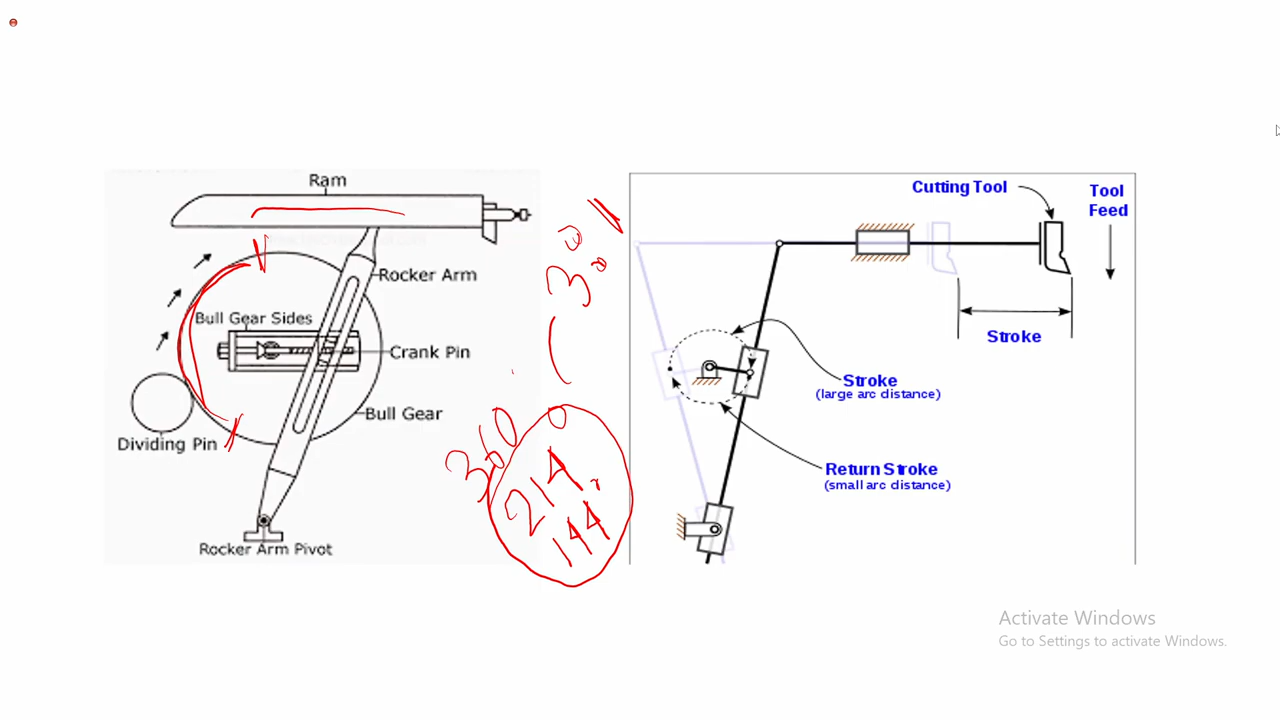 Ram
Rocker Arm
Bull Gear Sides
Crank Pin
Bull Gear
Dividing Pin
Rocker Arm Pivot
360
214
144
Cutting Tool
Tool
Feed
Stroke
Stroke
(large arc distance)
Return Stroke
(small arc distance)
Activate Windows
Go to Settings to activate Windows.